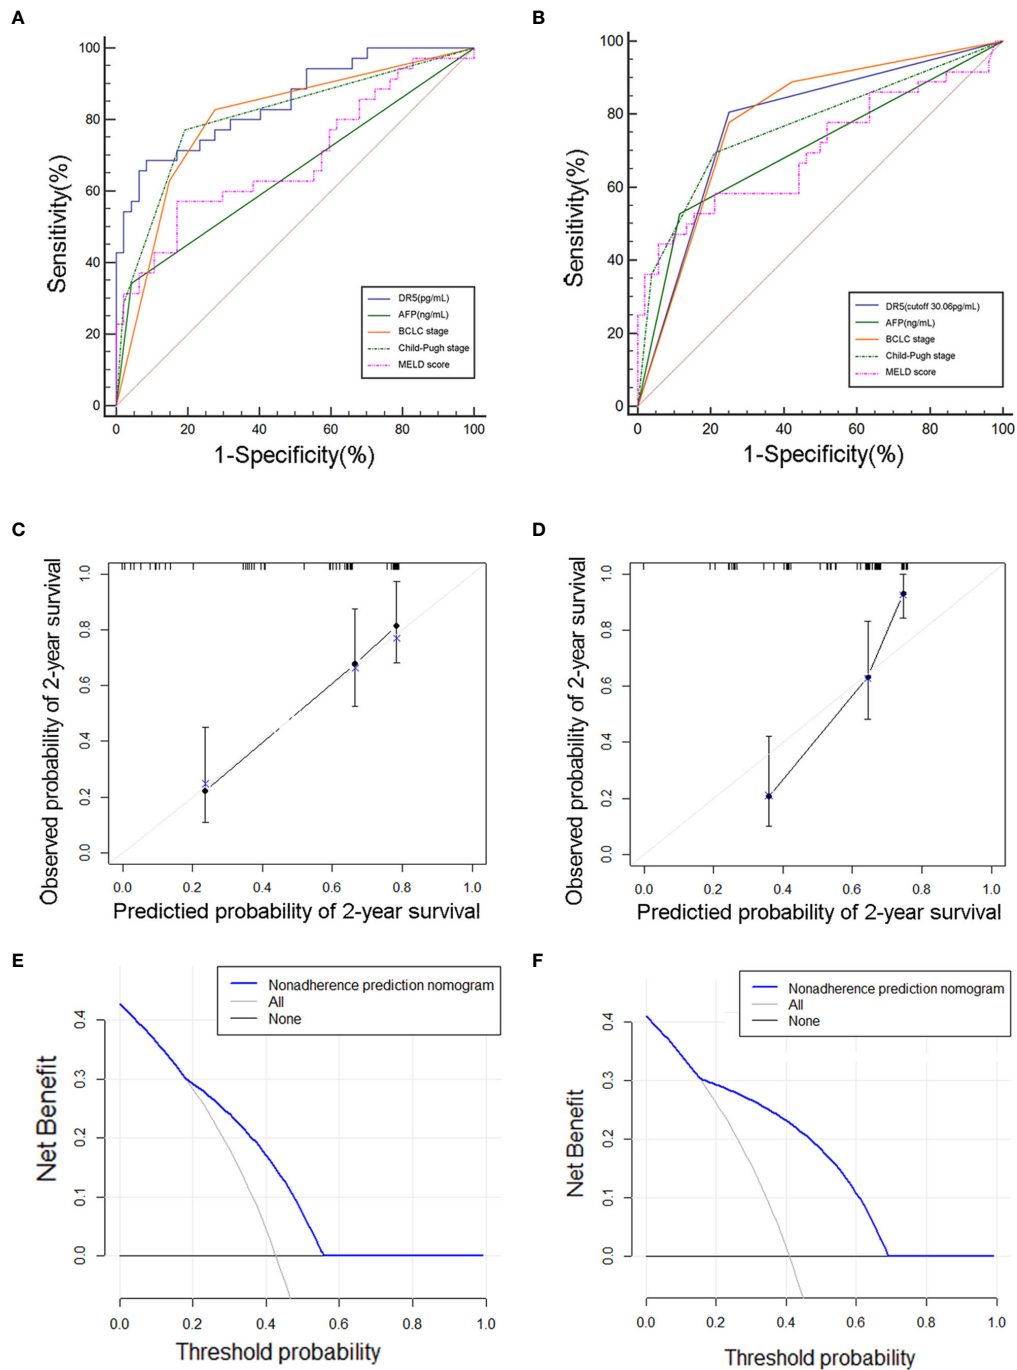 A
100
80
60
40
20
0
Sensitivity(%)
DR5(pg/mL)
AFP(ng/mL)
BCLC stage
Child-Pugh stage
MELD score
0 20 40 60 80 100
1-Specificity(%)
B
100
80
60
40
20
0
Sensitivity(%)
DR5(cutoff 30.06pg/mL)
AFP(ng/mL)
BCLC stage
Child-Pugh stage
MELD score
0 20 40 60 80 100
1-Specificity(%)
C
Observed probability of 2-year survival
1.0
0.8
0.6
0.4
0.2
0.0
0.0 0.2 0.4 0.6 0.8 1.0
Predictied probability of 2-year survival
D
Observed probability of 2-year survival
1.0
0.8
0.6
0.4
0.2
0.0
0.0 0.2 0.4 0.6 0.8 1.0
Predictied probability of 2-year survival
E
Nonadherence prediction nomogram
All
None
Net Benefit
0.4
0.3
0.2
0.1
0.0
0.0 0.2 0.4 0.6 0.8 1.0
Threshold probability
F
Nonadherence prediction nomogram
All
None
Net Benefit
0.4
0.3
0.2
0.1
0.0
0.0 0.2 0.4 0.6 0.8 1.0
Threshold probability